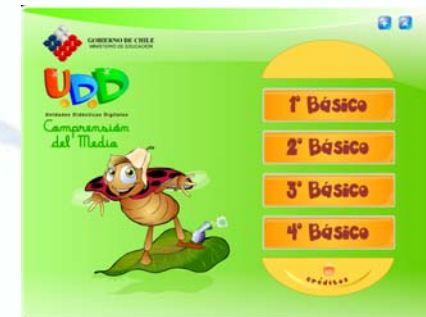 GOBIERNO DE CHILE
MINISTERIO DE EDUCACIÓN
UDD
Unidades Didácticas Digitales
Comprensión
del Medio
1° Básico
2° Básico
3° Básico
4° Básico
créditos